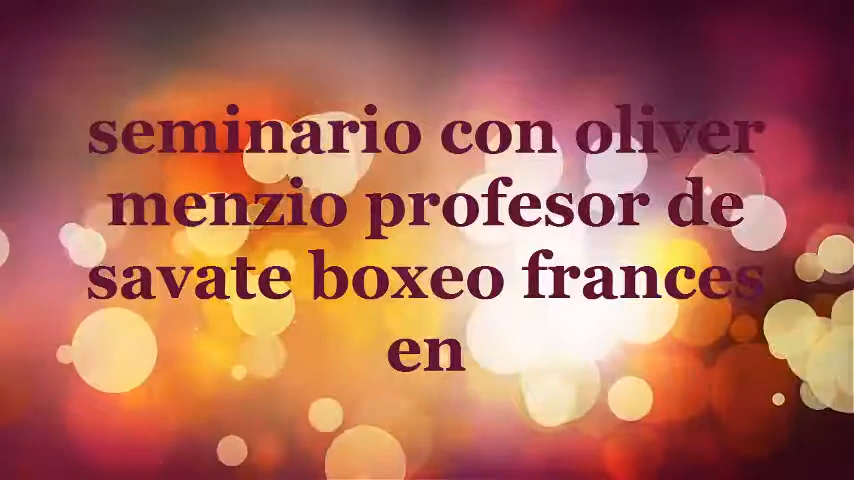 seminario con oliver
menzio profesor de
savate boxeo frances
en